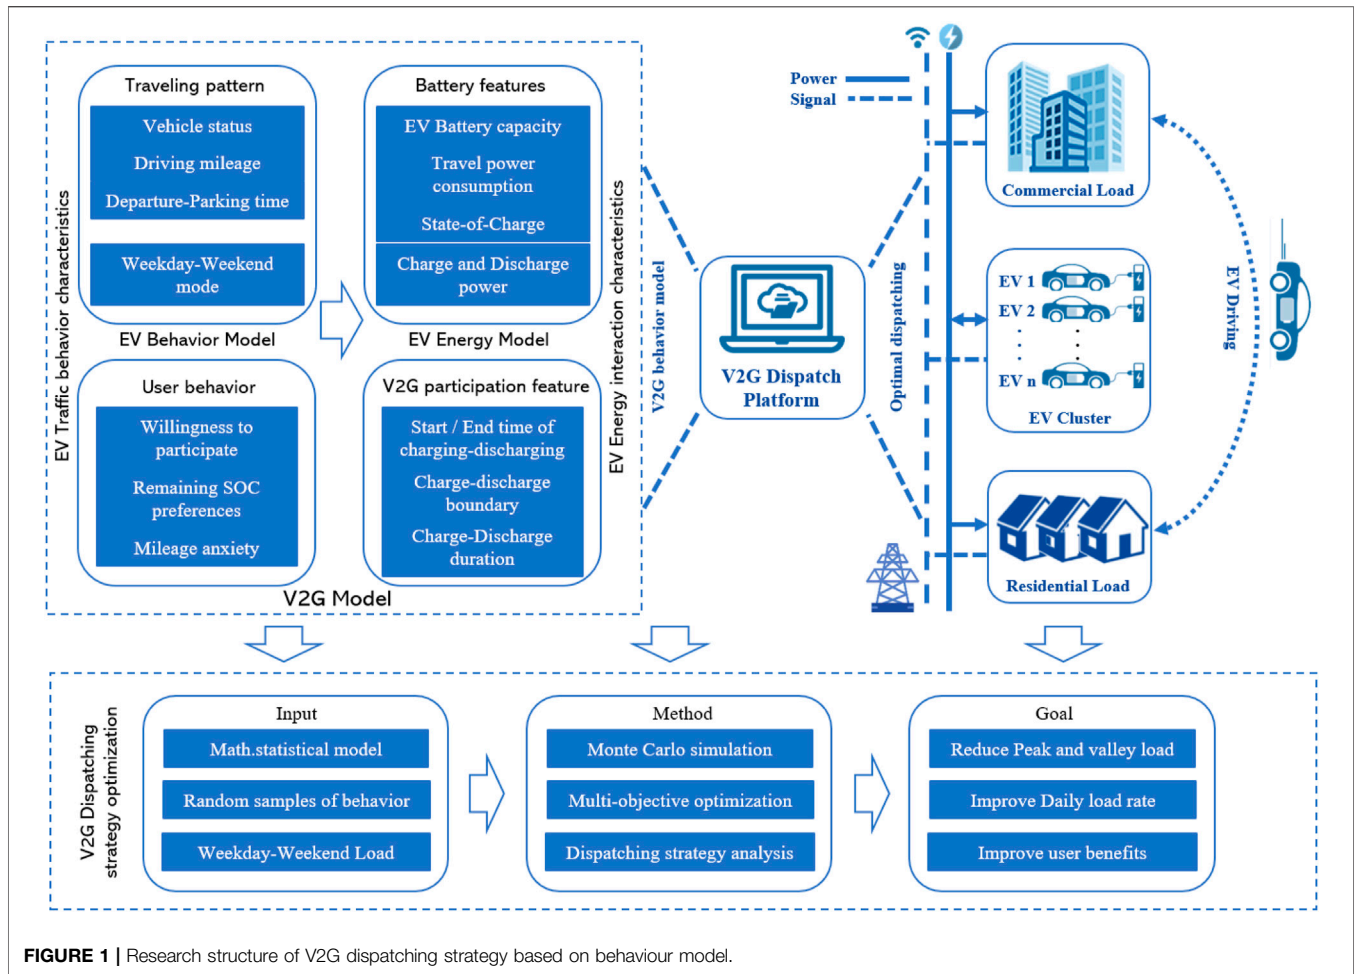 Traveling pattern
Vehicle status
Driving mileage
Departure-Parking time
Weekday-Weekend
mode
EV Behavior Model
Battery features
EV Battery capacity
Travel power
consumption
State-of-Charge
Charge and Discharge
power
EV Energy Model
User behavior
Willingness to
participate
Remaining SOC
preferences
Mileage anxiety
V2G participation feature
Start / End time of
charging-discharging
Charge-discharge
boundary
Charge-Discharge
duration
V2G Model
EV Traffic behavior characteristics
EV Energy interaction characteristics
V2G behavior model
V2G Dispatch
Platform
Optimal dispatching
Power
Signal
Commercial Load
EV 1
EV 2
EV n
EV Cluster
Residential Load
EV Driving
V2G Dispatching
strategy optimization
Input
Math.statistical model
Random samples of behavior
Weekday-Weekend Load
Method
Monte Carlo simulation
Multi-objective optimization
Dispatching strategy analysis
Goal
Reduce Peak and valley load
Improve Daily load rate
Improve user benefits
FIGURE 1 | Research structure of V2G dispatching strategy based on behaviour model.